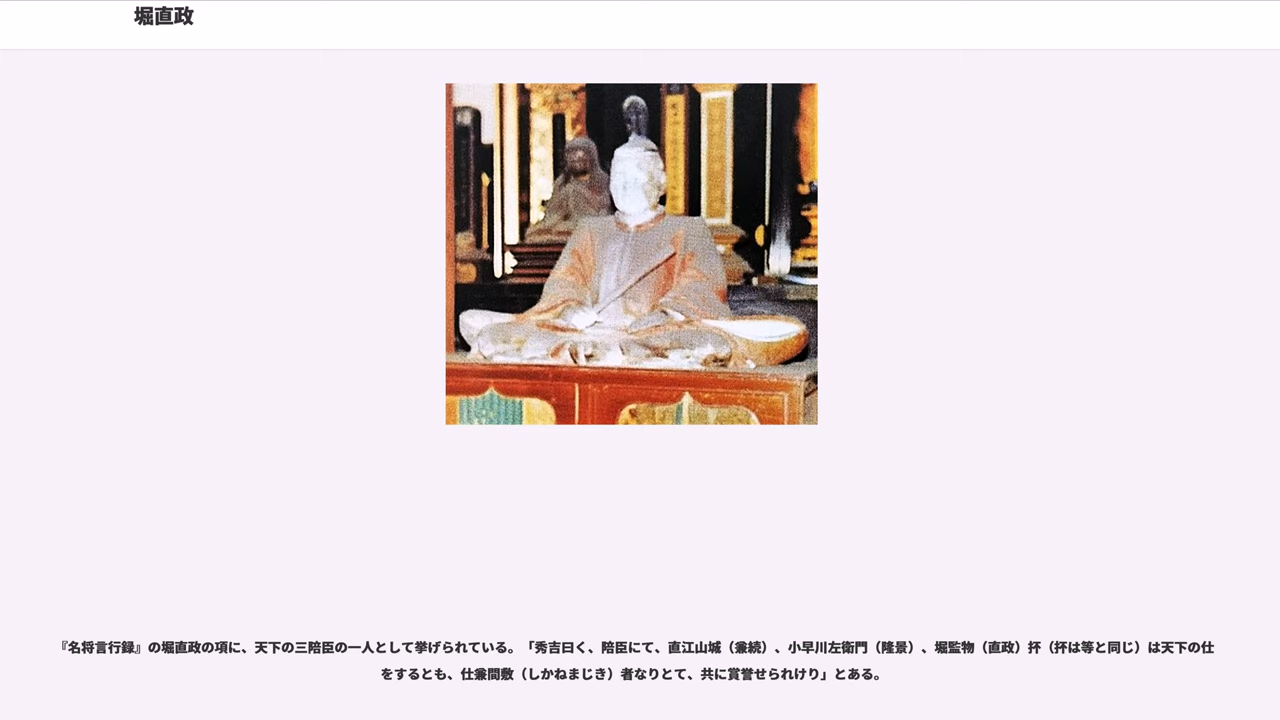 堀直政
『名将言行録』の堀直政の項に、天下の三陪臣の一人として挙げられている。「秀吉曰く、陪臣にて、直江山城（兼続）、小早川左衛門（隆景）、堀監物（直政）抔（抔は等と同じ）は天下の仕
をするとも、仕兼間敷（しかねまじき）者なりとて、共に賞誉せられけり」とある。